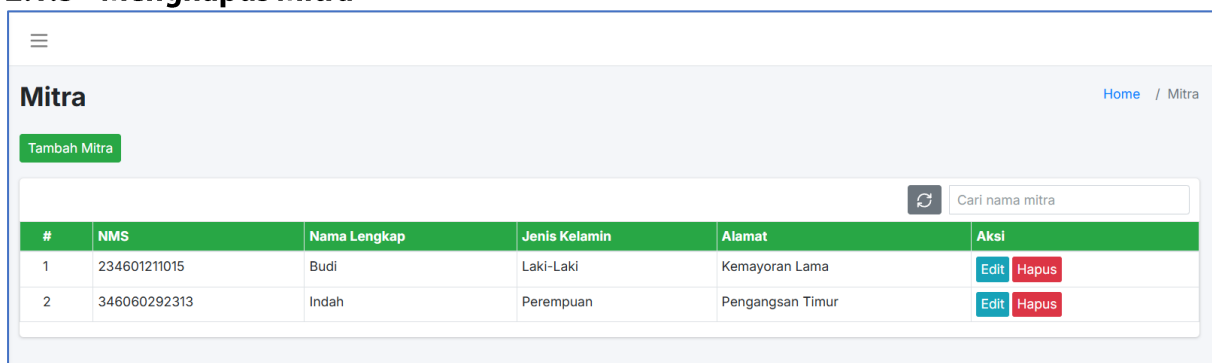 Mitra
Home / Mitra
Tambah Mitra
Cari nama mitra
# NMS Nama Lengkap Jenis Kelamin Alamat Aksi
1 234601211015 Budi Laki-Laki Kemayoran Lama Edit Hapus
2 346060292313 Indah Perempuan Pengangsan Timur Edit Hapus